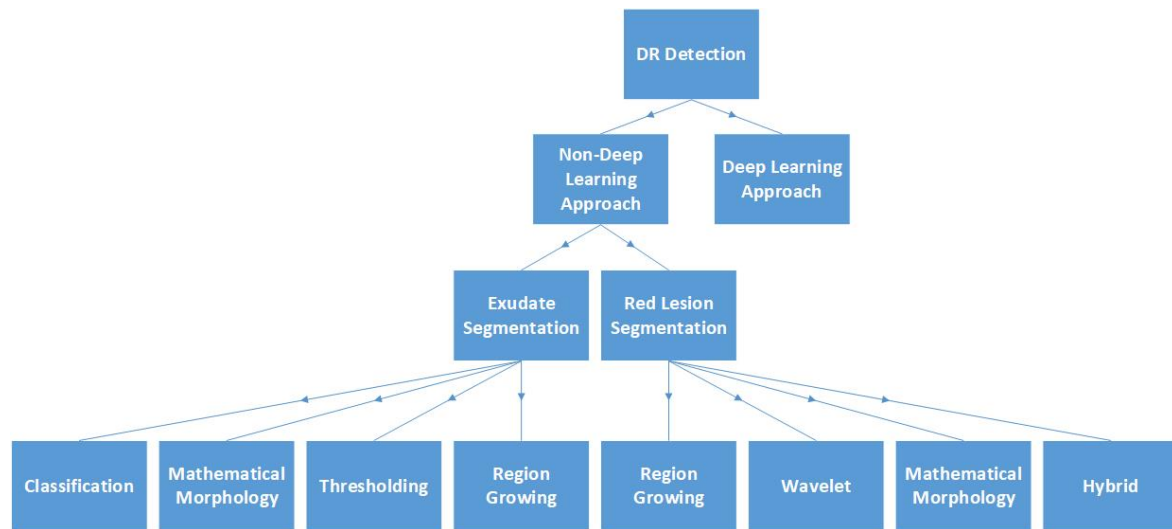 DR Detection
Non-Deep
Learning
Approach
Deep Learning
Approach
Exudate
Segmentation
Red Lesion
Segmentation
Classification
Mathematical
Morphology
Thresholding
Region
Growing
Region
Growing
Wavelet
Mathematical
Morphology
Hybrid